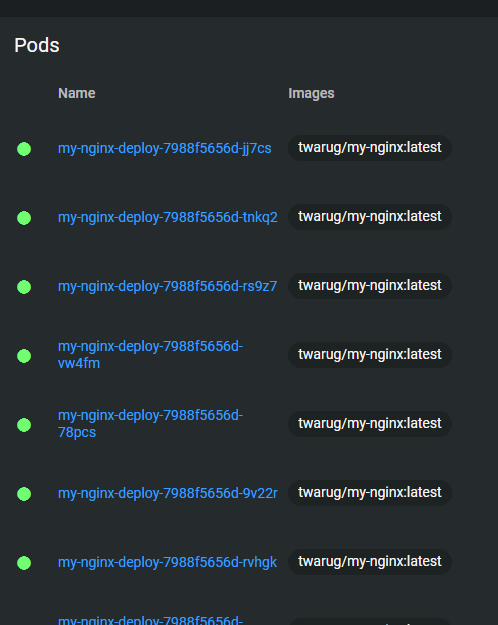 Pods
Name Images
my-nginx-deploy-7988f5656d-jj7cs twarug/my-nginx:latest
my-nginx-deploy-7988f5656d-tnkq2 twarug/my-nginx:latest
my-nginx-deploy-7988f5656d-rs9z7 twarug/my-nginx:latest
my-nginx-deploy-7988f5656d-
vw4fm
twarug/my-nginx:latest
my-nginx-deploy-7988f5656d-
78pcs
twarug/my-nginx:latest
my-nginx-deploy-7988f5656d-9v22r twarug/my-nginx:latest
my-nginx-deploy-7988f5656d-rvhgk twarug/my-nginx:latest
my-nginx-deploy-7988f5656d-